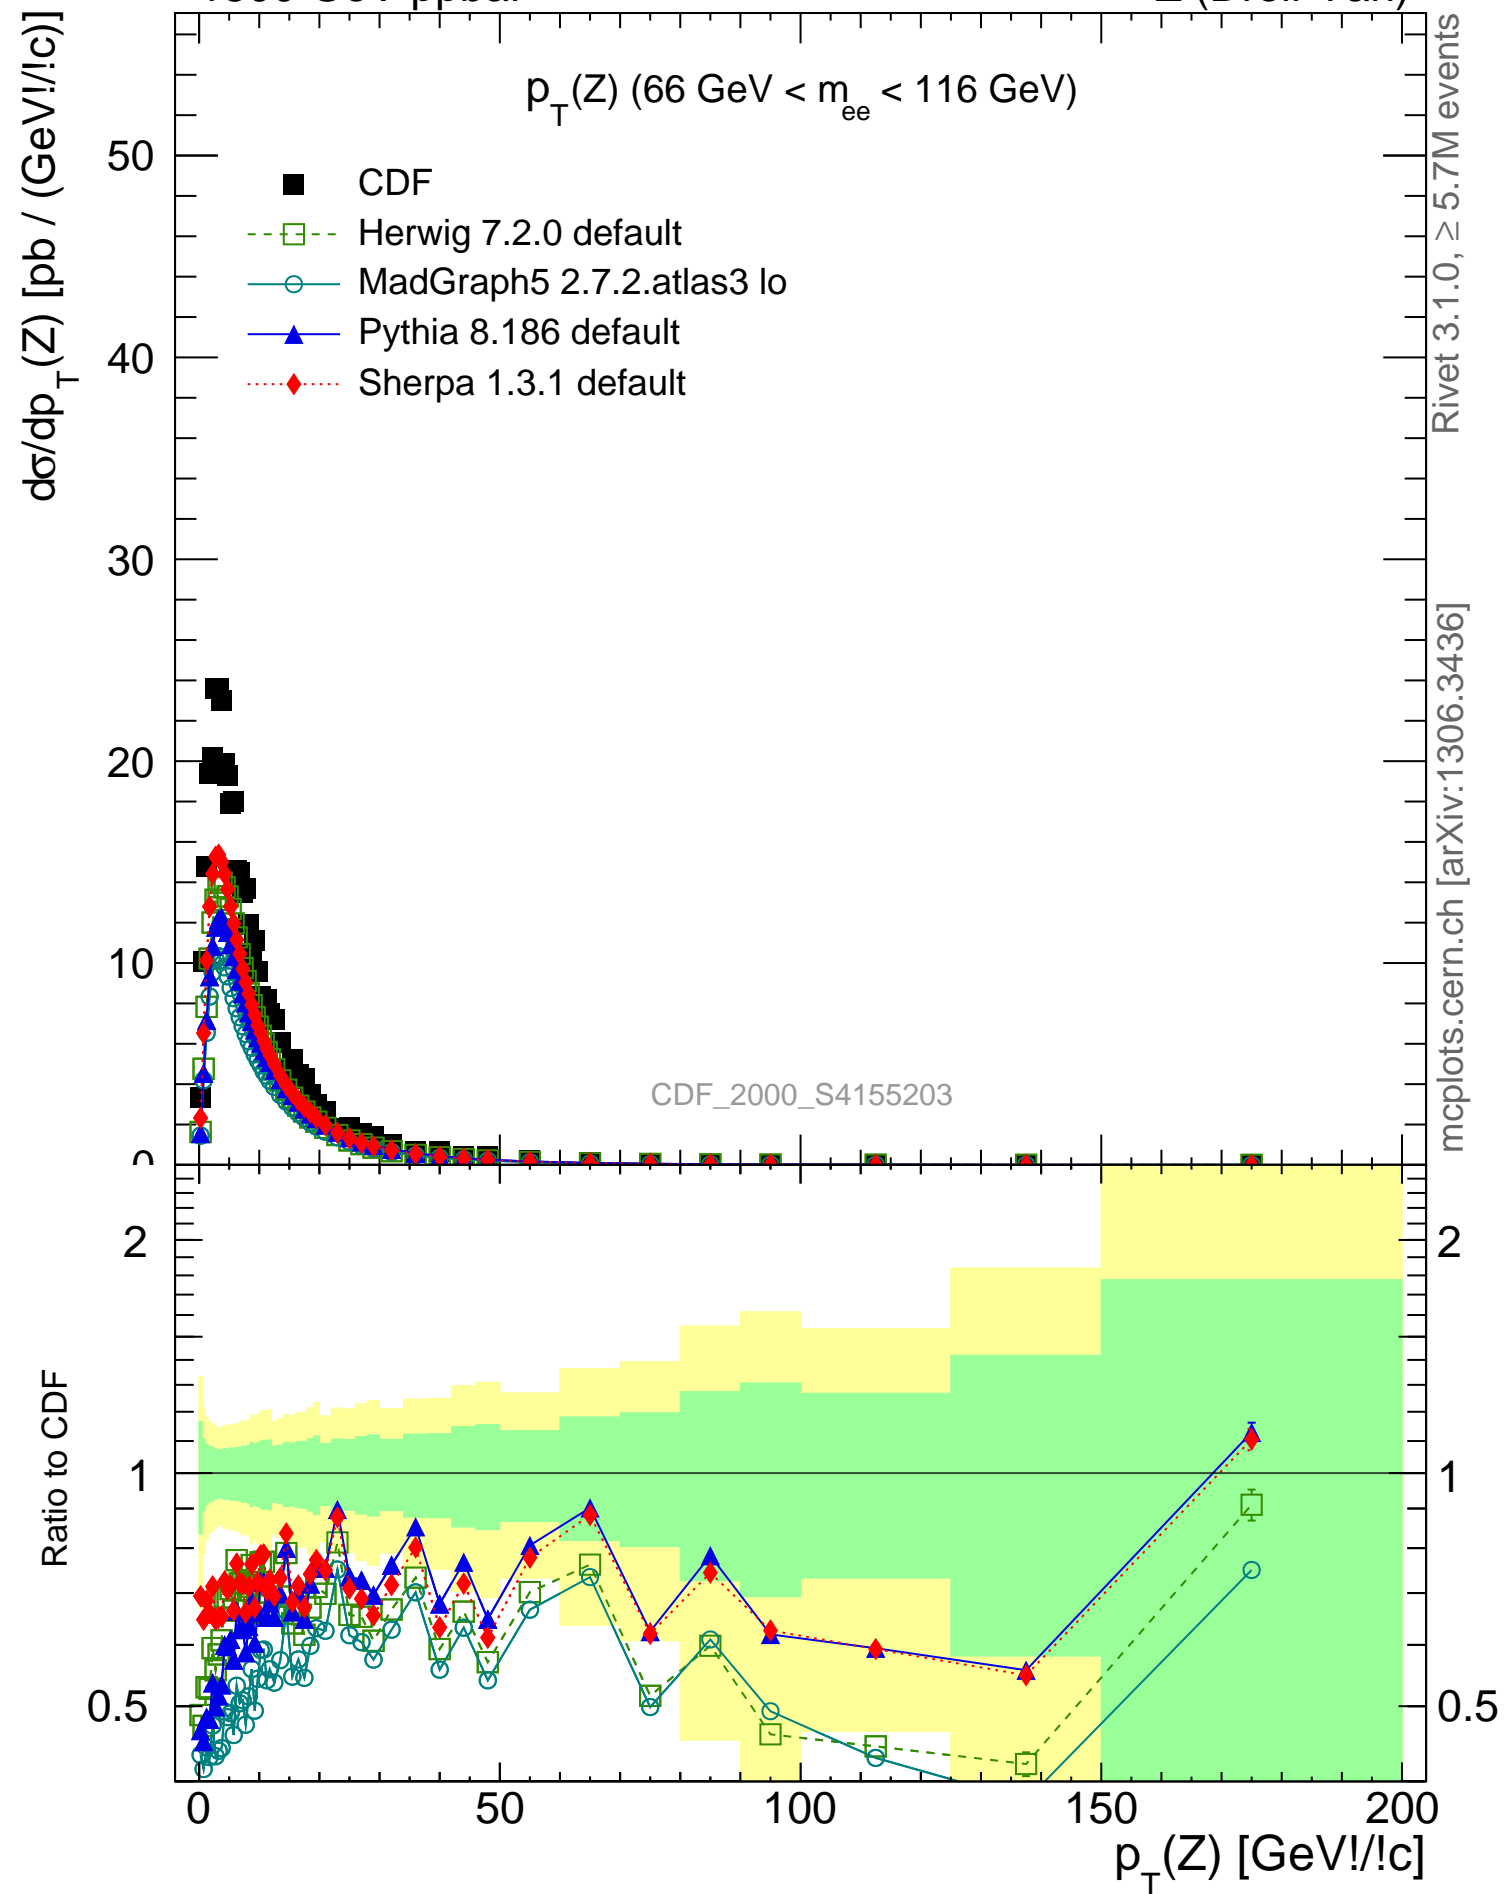 p_T(Z) (66 GeV < m_ee < 116 GeV)
CDF
Herwig 7.2.0 default
MadGraph5 2.7.2.atlas3 lo
Pythia 8.186 default
Sherpa 1.3.1 default
dσ/dp_T(Z) [pb / (GeV!/!c)]
50
40
30
20
10
0
CDF_2000_S4155203
Rivet 3.1.0, ≥ 5.7M events
mcplots.cern.ch [arXiv:1306.3436]
Ratio to CDF
2
1
0.5
2
1
0.5
0
50
100
150
200
p_T(Z) [GeV!/!c]